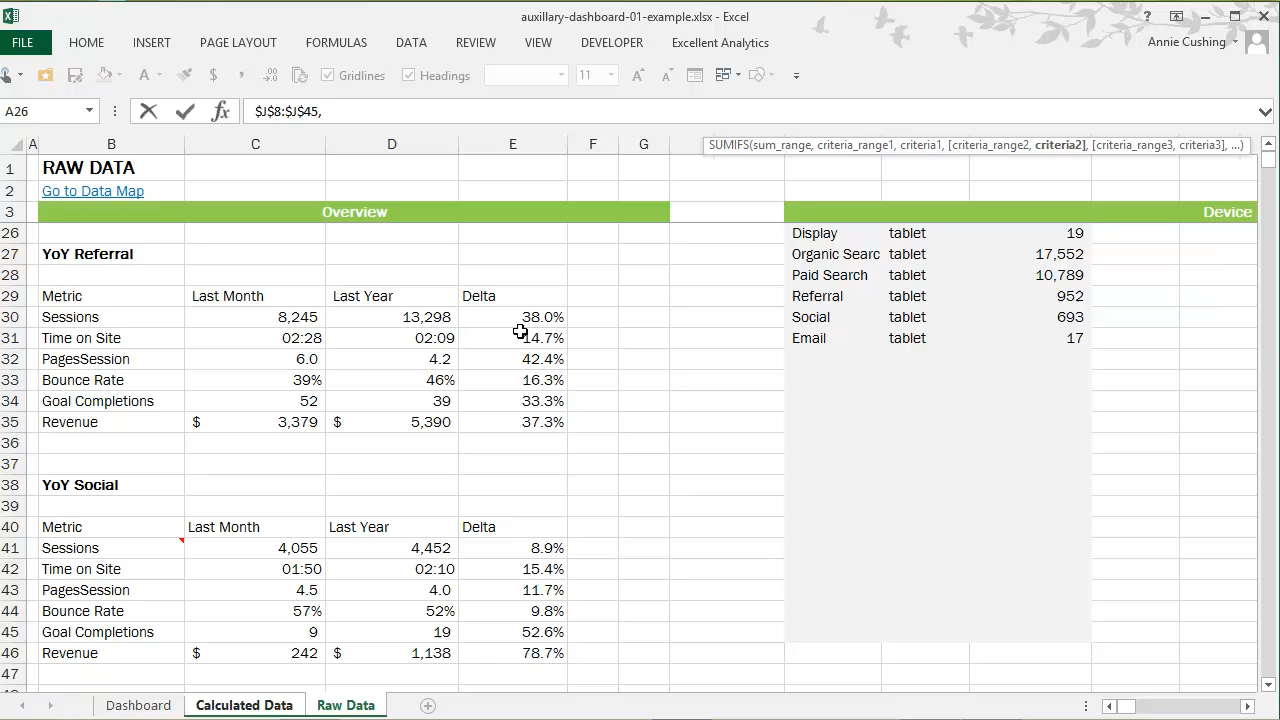 auxillary-dashboard-01-example.xlsx - Excel
?
FILE HOME INSERT PAGE LAYOUT FORMULAS DATA REVIEW VIEW DEVELOPER Excellent Analytics Annie Cushing
A $ Gridlines Headings 11 A A
A26 fx $J$8:$J$45,
A B C D E F G
SUMIFS(sum_range, criteria_range1, criteria1, [criteria_range2, criteria2], [criteria_range3, criteria3], ...)
1 RAW DATA
2 Go to Data Map
3 Overview Device
26 Display tablet 19
27 YoY Referral Organic Searc tablet 17,552
28 Paid Search tablet 10,789
29 Metric Last Month Last Year Delta Referral tablet 952
30 Sessions 8,245 13,298 38.0% Social tablet 693
31 Time on Site 02:28 02:09 14.7% Email tablet 17
32 PagesSession 6.0 4.2 42.4%
33 Bounce Rate 39% 46% 16.3%
34 Goal Completions 52 39 33.3%
35 Revenue $ 3,379 $ 5,390 37.3%
36
37
38 YoY Social
39
40 Metric Last Month Last Year Delta
41 Sessions 4,055 4,452 8.9%
42 Time on Site 01:50 02:10 15.4%
43 PagesSession 4.5 4.0 11.7%
44 Bounce Rate 57% 52% 9.8%
45 Goal Completions 9 19 52.6%
46 Revenue $ 242 $ 1,138 78.7%
47
Dashboard Calculated Data Raw Data